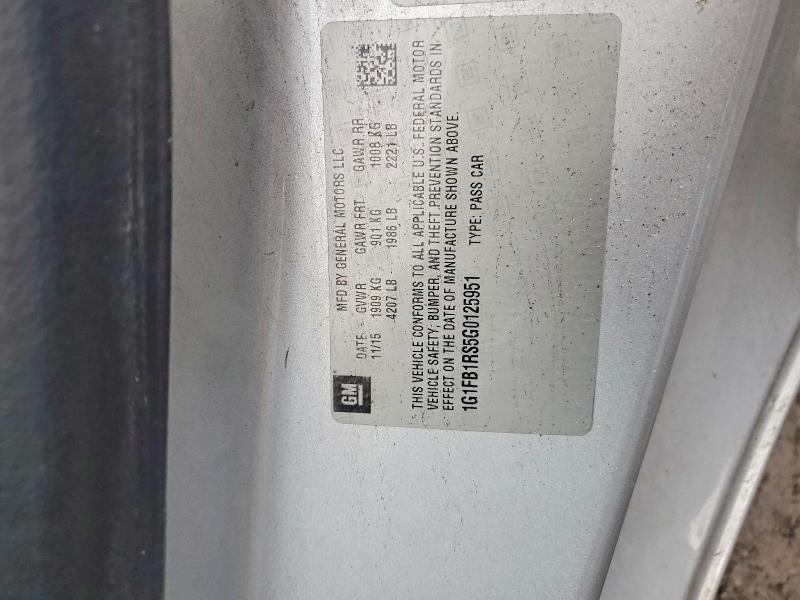 GM
MFD BY GENERAL MOTORS LLC
DATE GVWR GAWR FRT GAWR RR
11/15 1909 KG 901 KG 1008 KG
4207 LB 1986 LB 2221 LB
THIS VEHICLE CONFORMS TO ALL APPLICABLE U.S. FEDERAL MOTOR
VEHICLE SAFETY, BUMPER, AND THEFT PREVENTION STANDARDS IN
EFFECT ON THE DATE OF MANUFACTURE SHOWN ABOVE.
1G1FB1RS5G0125951 TYPE: PASS CAR